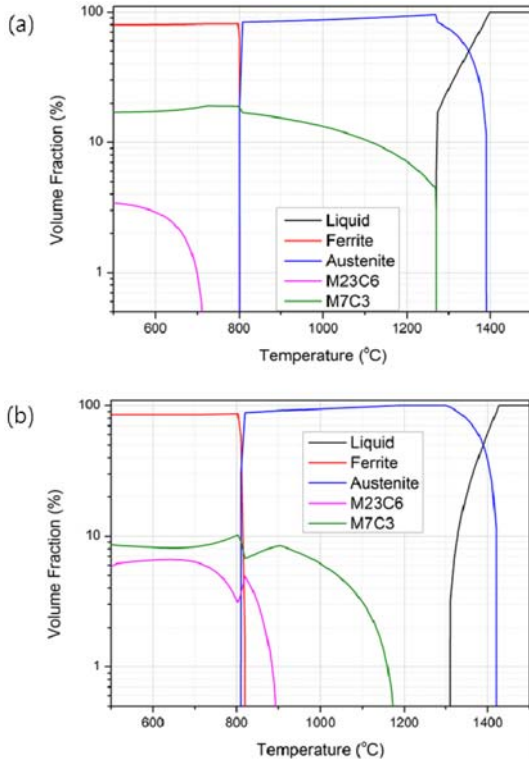 (a)
100
10
1
Volume Fraction (%)
Liquid
Ferrite
Austenite
M23C6
M7C3
600 800 1000 1200 1400
Temperature (°C)
(b)
100
10
1
Volume Fraction (%)
Liquid
Ferrite
Austenite
M23C6
M7C3
600 800 1000 1200 1400
Temperature (°C)